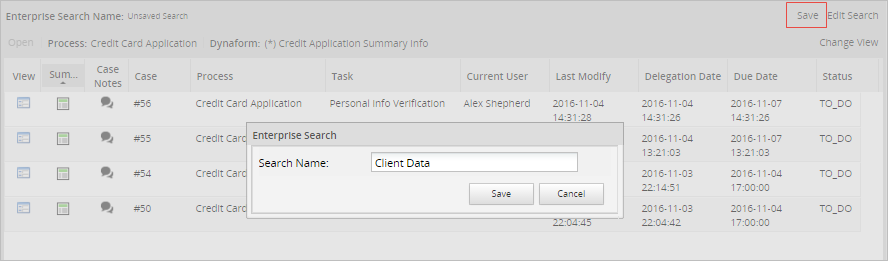 Enterprise Search Name: Unsaved Search Save Edit Search
Open Process: Credit Card Application Dynaform: (*) Credit Application Summary Info Change View
View Sum... Case Notes Case Process Task Current User Last Modify Delegation Date Due Date Status
#56 Credit Card Application Personal Info Verification Alex Shepherd 2016-11-04 2016-11-04 2016-11-07 TO_DO
14:31:28 14:31:26 14:31:26
#55 Credit Card 2016-11-04 2016-11-07 TO_DO
13:21:03 13:21:03
#54 Credit Card 2016-11-03 2016-11-04 TO_DO
22:14:51 17:00:00
#50 Credit Card 2016-11-03 2016-11-04 TO_DO
22:04:45 22:04:42 17:00:00
Enterprise Search
Search Name: Client Data
Save Cancel